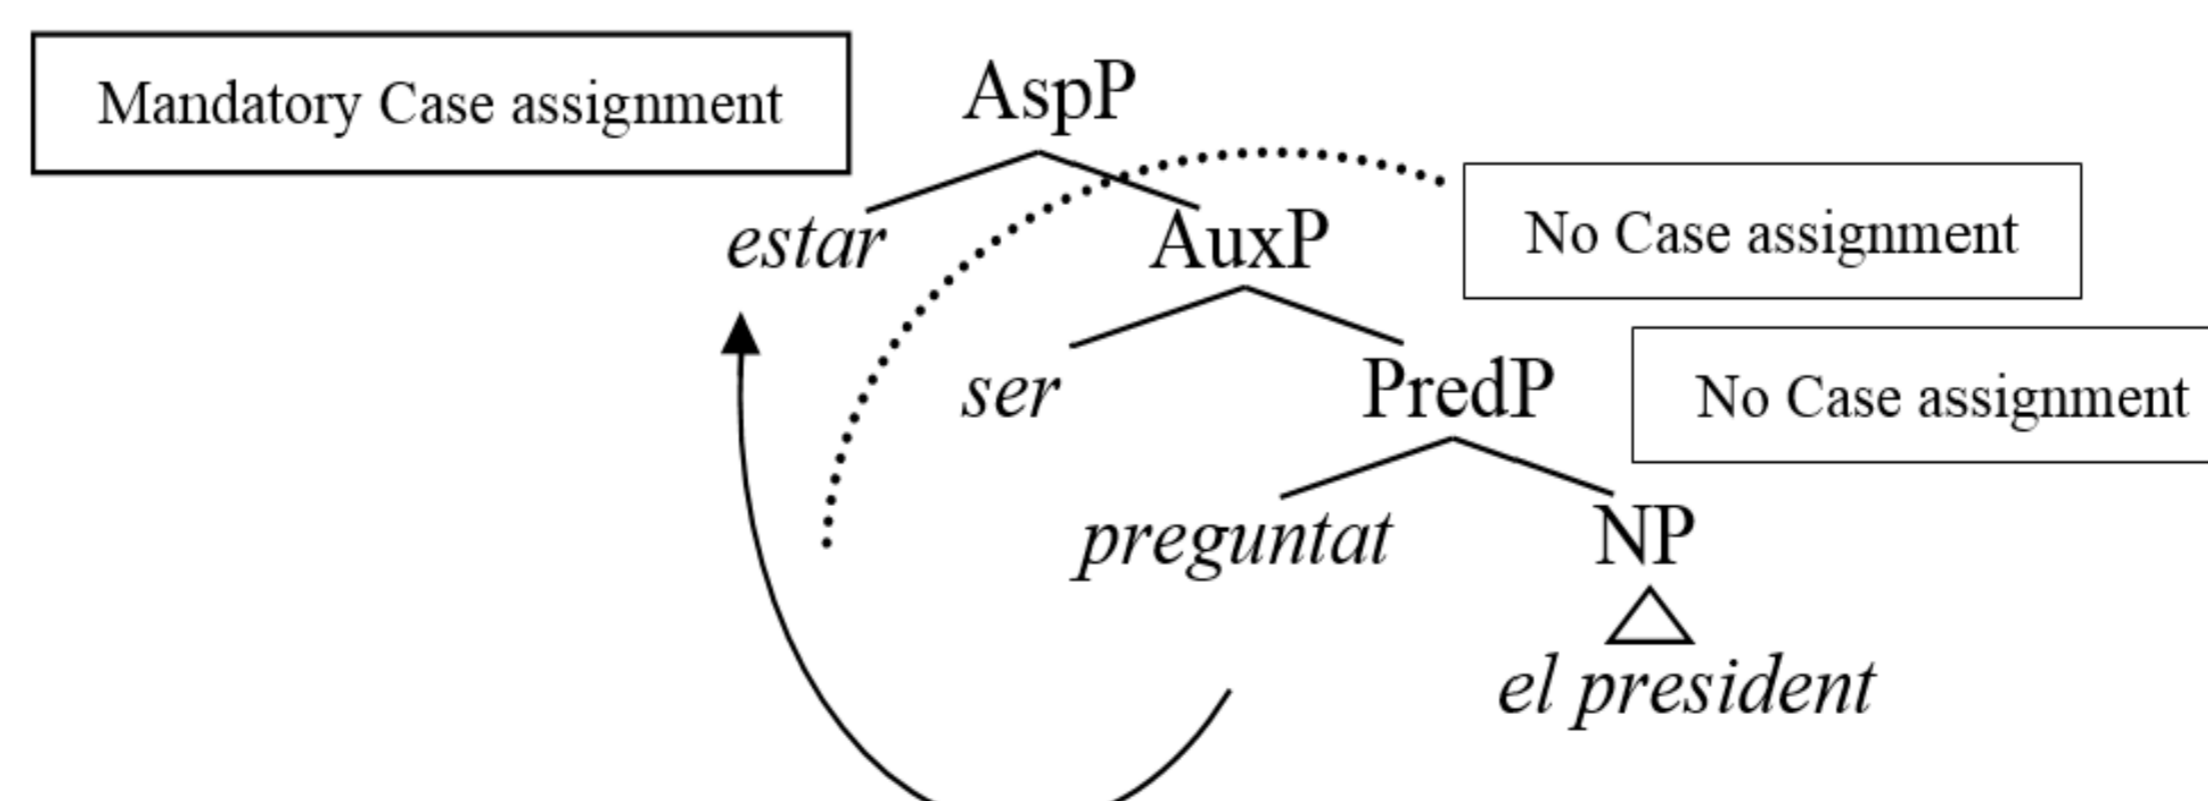 Mandatory Case assignment
AspP
estar
AuxP
No Case assignment
ser
PredP
No Case assignment
preguntat
NP
el president